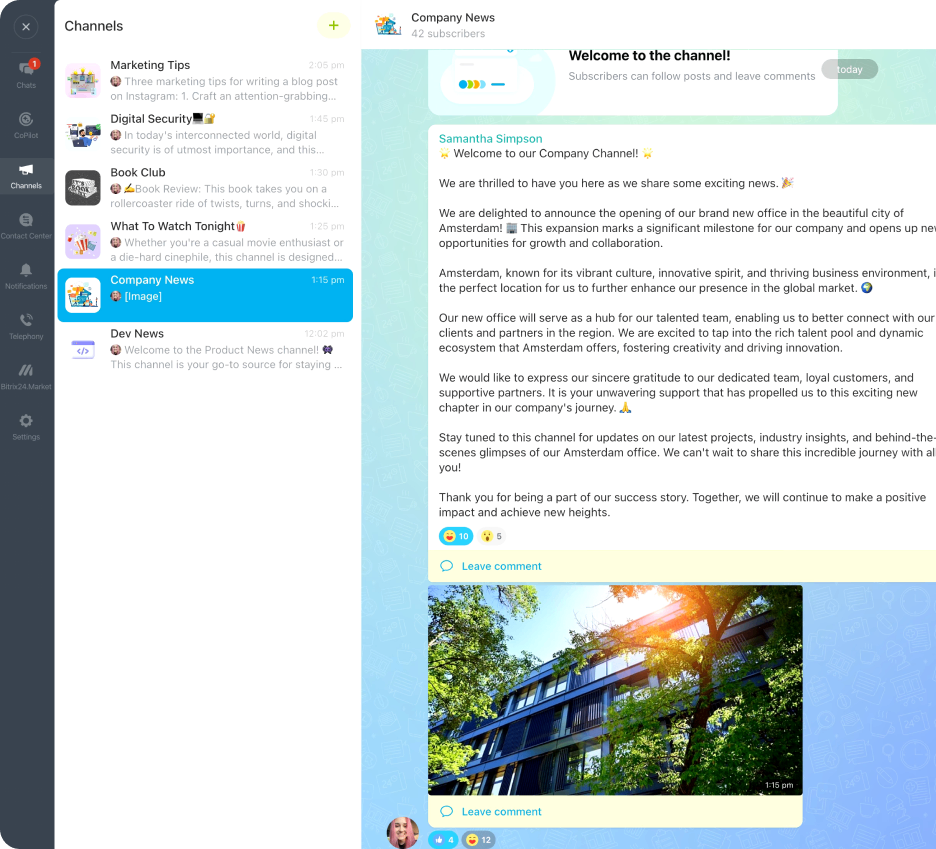 1
Chats
CoPilot
Channels
Contact Center
Notifications
Telephony
Bitrix24.Market
Settings
Channels
+
Marketing Tips 2:05 pm
Three marketing tips for writing a blog post
on Instagram: 1. Craft an attention-grabbing...
Digital Security💻🔐 1:45 pm
In today's interconnected world, digital
security is of utmost importance, and this...
Book Club 1:30 pm
✍️Book Review: This book takes you on a
rollercoaster ride of twists, turns, and shocki...
What To Watch Tonight🍿 1:25 pm
Whether you're a casual movie enthusiast or
a die-hard cinephile, this channel is designed...
Company News 1:15 pm
[Image]
</>
Dev News 12:02 pm
Welcome to the Product News channel! 👾
This channel is your go-to source for staying ...
Company News
42 subscribers
Welcome to the channel!
Subscribers can follow posts and leave comments
today
Samantha Simpson
🌟 Welcome to our Company Channel! 🌟
We are thrilled to have you here as we share some exciting news. 🎉
We are delighted to announce the opening of our brand new office in the beautiful city of
Amsterdam! 🏢 This expansion marks a significant milestone for our company and opens up new
opportunities for growth and collaboration.
Amsterdam, known for its vibrant culture, innovative spirit, and thriving business environment, i
the perfect location for us to further enhance our presence in the global market. 🌍
Our new office will serve as a hub for our talented team, enabling us to better connect with our
clients and partners in the region. We are excited to tap into the rich talent pool and dynamic
ecosystem that Amsterdam offers, fostering creativity and driving innovation.
We would like to express our sincere gratitude to our dedicated team, loyal customers, and
supportive partners. It is your unwavering support that has propelled us to this exciting new
chapter in our company's journey. 🙏
Stay tuned to this channel for updates on our latest projects, industry insights, and behind-the-
scenes glimpses of our Amsterdam office. We can't wait to share this incredible journey with all
you!
Thank you for being a part of our success story. Together, we will continue to make a positive
impact and achieve new heights.
10 5
Leave comment
1:15 pm
Leave comment
4 12